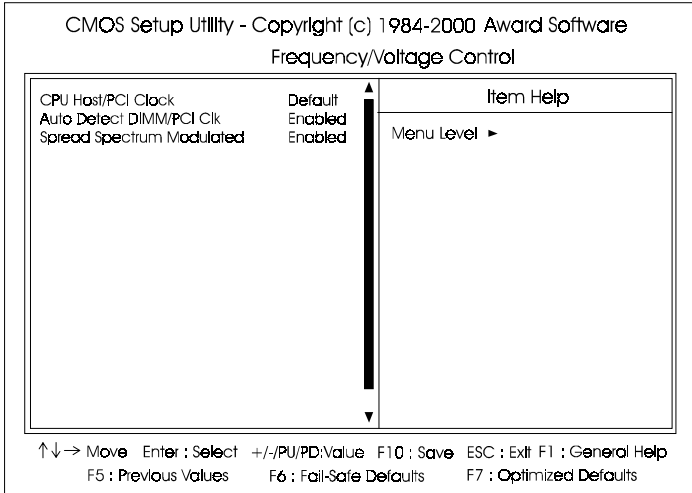 CMOS Setup Utility - Copyright (c) 1984-2000 Award Software
Frequency/Voltage Control
CPU Host/PCI Clock Default
Auto Detect DIMM/PCI Clk Enabled
Spread Spectrum Modulated Enabled
Item Help
Menu Level ►
↑↓→ Move Enter : Select +/-/PU/PD:Value F10 : Save ESC : Exit F1 : General Help
F5 : Previous Values F6 : Fail-Safe Defaults F7 : Optimized Defaults